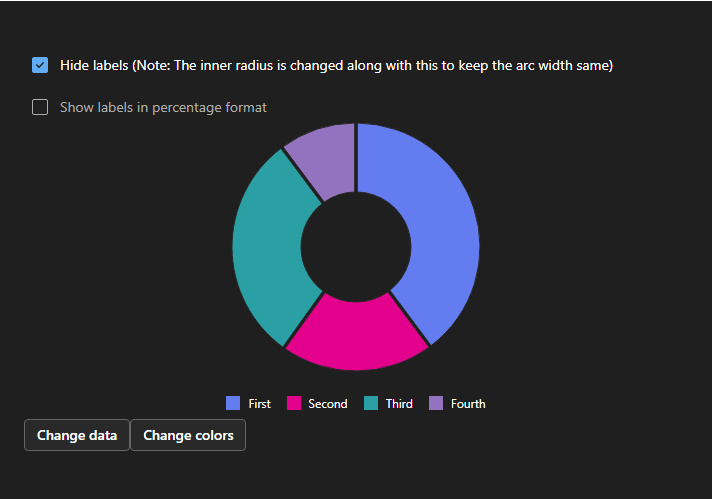 Hide labels (Note: The inner radius is changed along with this to keep the arc width same)
Show labels in percentage format
First Second Third Fourth
Change data Change colors